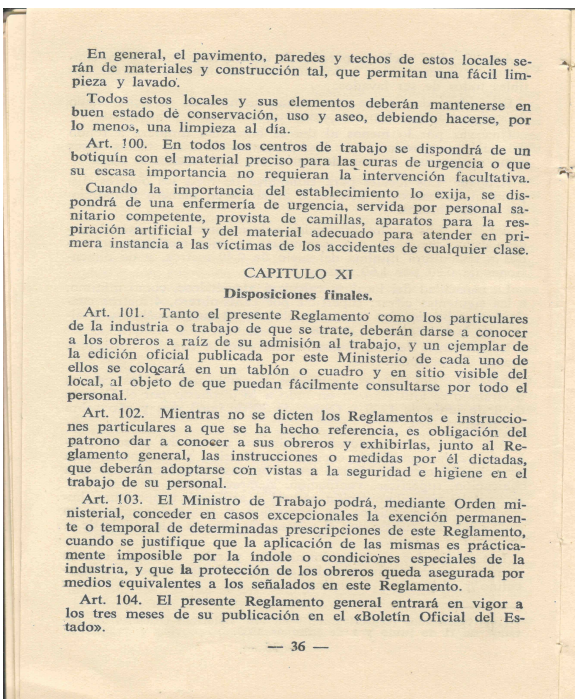 En general, el pavimento, paredes y techos de estos locales se-
rán de materiales y construcción tal, que permitan una fácil lim-
pieza y lavado.
Todos estos locales y sus elementos deberán mantenerse en
buen estado de conservación, uso y aseo, debiendo hacerse, por
lo menos, una limpieza al día.
Art. 100. En todos los centros de trabajo se dispondrá de un
botiquín con el material preciso para las curas de urgencia o que
su escasa importancia no requieran la intervención facultativa.
Cuando la importancia del establecimiento lo exija, se dis-
pondrá de una enfermería de urgencia, servida por personal sa-
nitario competente, provista de camillas, aparatos para la res-
piración artificial y del material adecuado para atender en pri-
mera instancia a las víctimas de los accidentes de cualquier clase.
CAPITULO XI
Disposiciones finales.
Art. 101. Tanto el presente Reglamento como los particulares
de la industria o trabajo de que se trate, deberán darse a conocer
a los obreros a raíz de su admisión al trabajo, y un ejemplar de
la edición oficial publicada por este Ministerio de cada uno de
ellos se colocará en un tablón o cuadro y en sitio visible del
local, al objeto de que puedan fácilmente consultarse por todo el
personal.
Art. 102. Mientras no se dicten los Reglamentos e instruccio-
nes particulares a que se ha hecho referencia, es obligación del
patrono dar a conocer a sus obreros y exhibirlas, junto al Re-
glamento general, las instrucciones o medidas por él dictadas,
que deberán adoptarse con vistas a la seguridad e higiene en el
trabajo de su personal.
Art. 103. El Ministro de Trabajo podrá, mediante Orden mi-
nisterial, conceder en casos excepcionales la exención permanen-
te o temporal de determinadas prescripciones de este Reglamento,
cuando se justifique que la aplicación de las mismas es práctica-
mente imposible por la índole o condiciones especiales de la
industria, y que la protección de los obreros queda asegurada por
medios equivalentes a los señalados en este Reglamento.
Art. 104. El presente Reglamento general entrará en vigor a
los tres meses de su publicación en el «Boletín Oficial del Es-
tado».
— 36 —